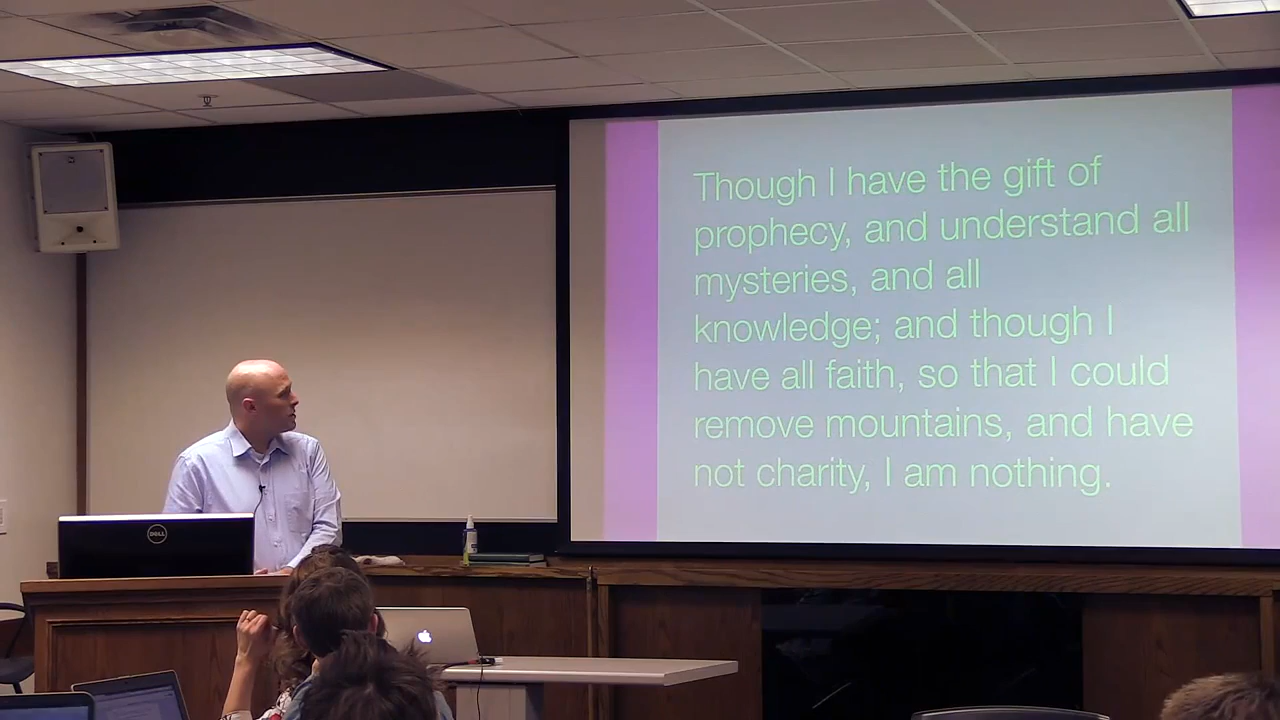 Though I have the gift of
prophecy, and understand all
mysteries, and all
knowledge; and though I
have all faith, so that I could
remove mountains, and have
not charity, I am nothing.
DELL